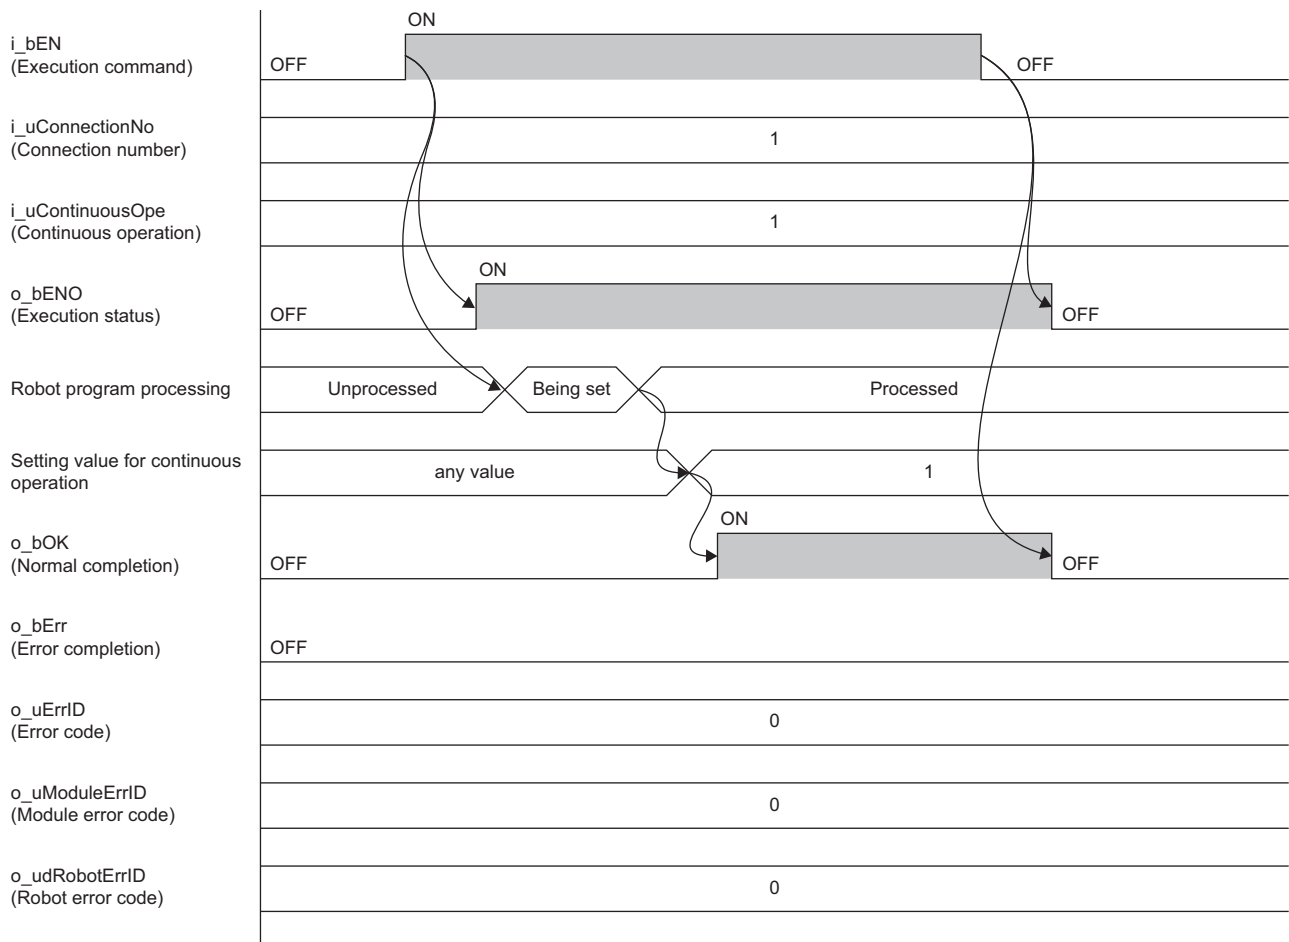 ON
i_bEN
(Execution command)
OFF
OFF
i_uConnectionNo
(Connection number)
1
i_uContinuousOpe
(Continuous operation)
1
ON
o_bENO
(Execution status)
OFF
OFF
Robot program processing
Unprocessed
Being set
Processed
Setting value for continuous
operation
any value
1
ON
o_bOK
(Normal completion)
OFF
OFF
o_bErr
(Error completion)
OFF
o_uErrID
(Error code)
0
o_uModuleErrID
(Module error code)
0
o_udRobotErrID
(Robot error code)
0